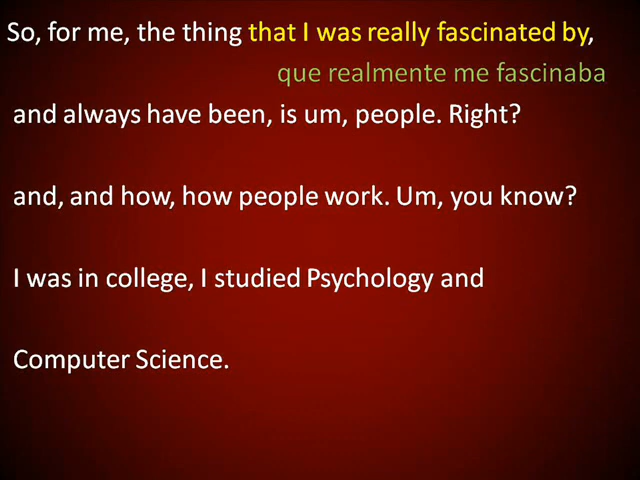 So, for me, the thing that I was really fascinated by,
que realmente me fascinaba
and always have been, is um, people. Right?
and, and how, how people work. Um, you know?
I was in college, I studied Psychology and
Computer Science.